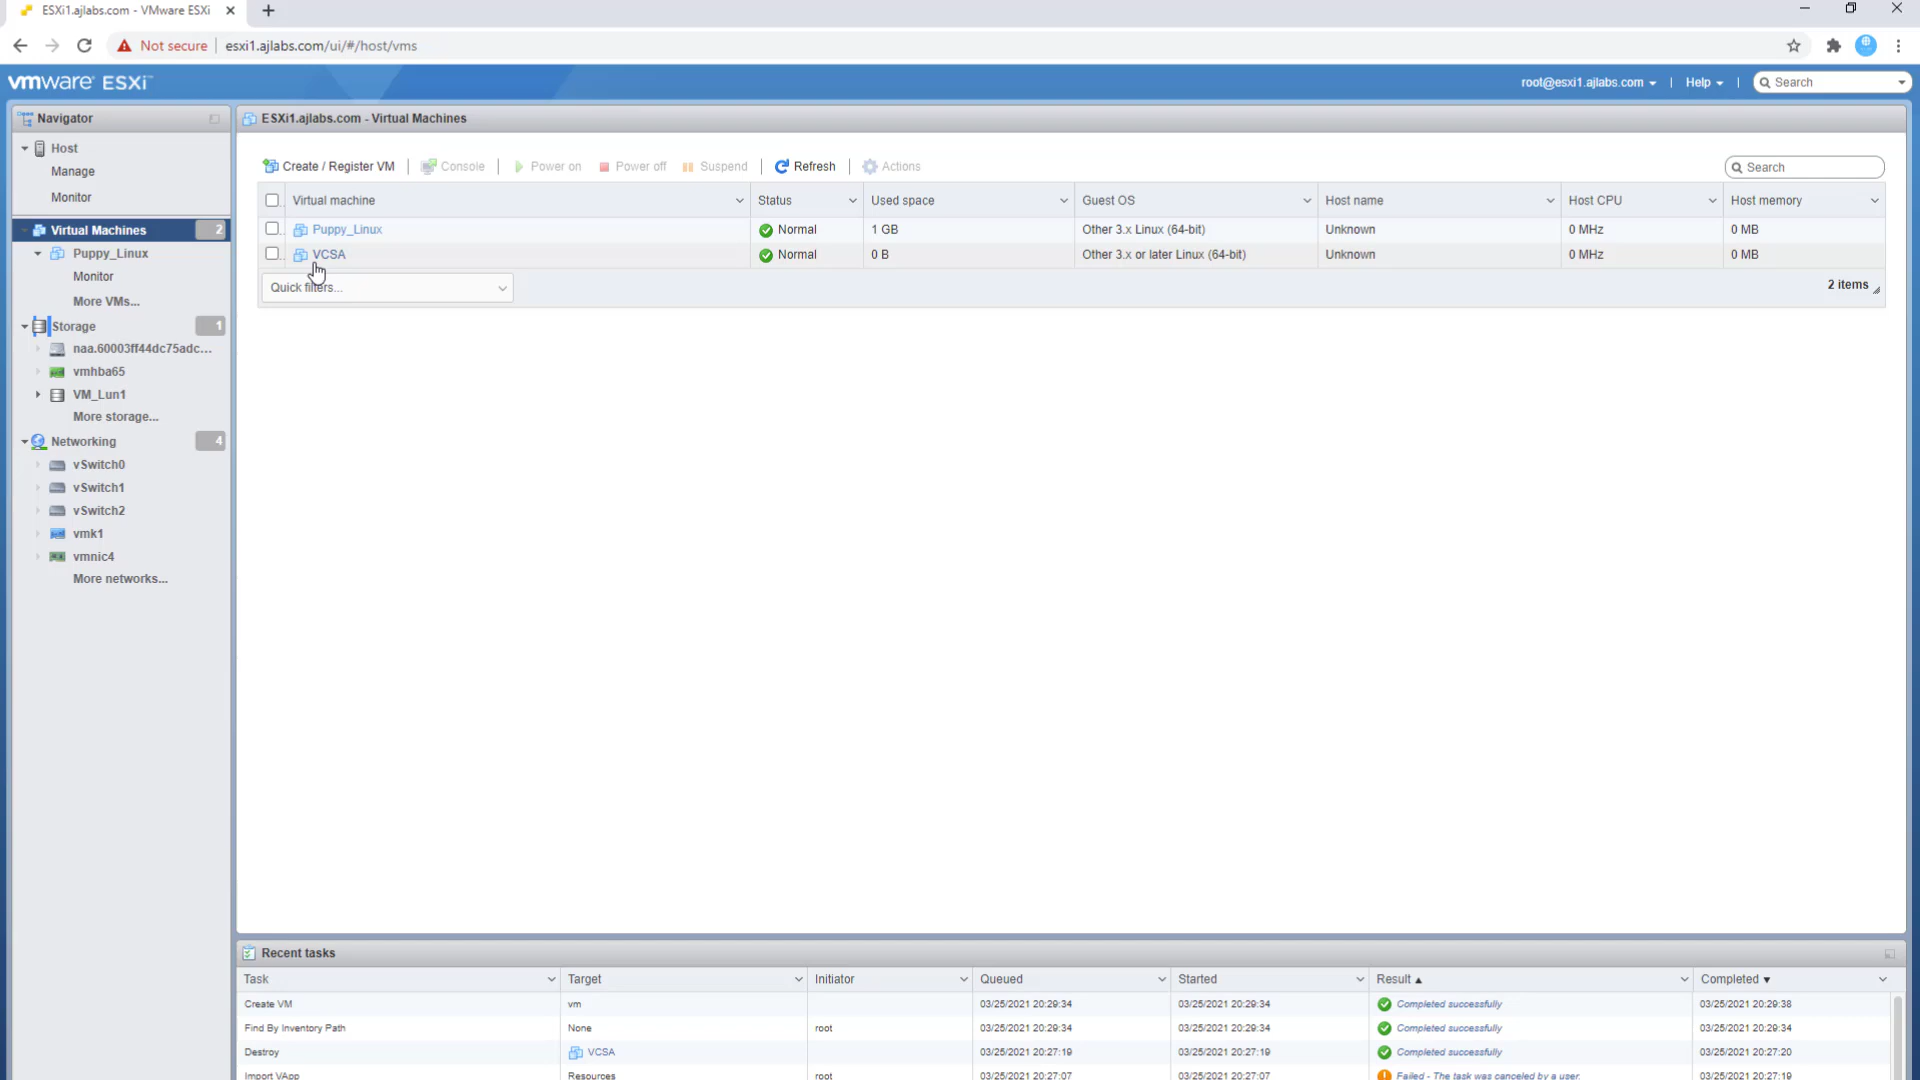 ESXi1.ajlabs.com - VMware ESXi
Not secure esxi1.ajlabs.com/ui/#/host/vms
vmware ESXi
root@esxi1.ajlabs.com | Help | Search
Navigator
Host
Manage
Monitor
Virtual Machines 2
Puppy_Linux
Monitor
More VMs...
Storage 1
naa.60003ff44dc75adc...
vmhba65
VM_Lun1
More storage...
Networking 4
vSwitch0
vSwitch1
vSwitch2
vmk1
vmnic4
More networks...
ESXi1.ajlabs.com - Virtual Machines
Create / Register VM | Console | Power on Power off Suspend | Refresh | Actions
Search
Virtual machine Status Used space Guest OS Host name Host CPU Host memory
Puppy_Linux Normal 1 GB Other 3.x Linux (64-bit) Unknown 0 MHz 0 MB
VCSA Normal 0 B Other 3.x or later Linux (64-bit) Unknown 0 MHz 0 MB
Quick filters...
2 items
Recent tasks
Task Target Initiator Queued Started Result Completed
Create VM vm 03/25/2021 20:29:34 03/25/2021 20:29:34 Completed successfully 03/25/2021 20:29:38
Find By Inventory Path None root 03/25/2021 20:29:34 03/25/2021 20:29:34 Completed successfully 03/25/2021 20:29:34
Destroy VCSA 03/25/2021 20:27:19 03/25/2021 20:27:19 Completed successfully 03/25/2021 20:27:20
Import VApp Resources root 03/25/2021 20:27:07 03/25/2021 20:27:07 Failed - The task was canceled by a user. 03/25/2021 20:27:19